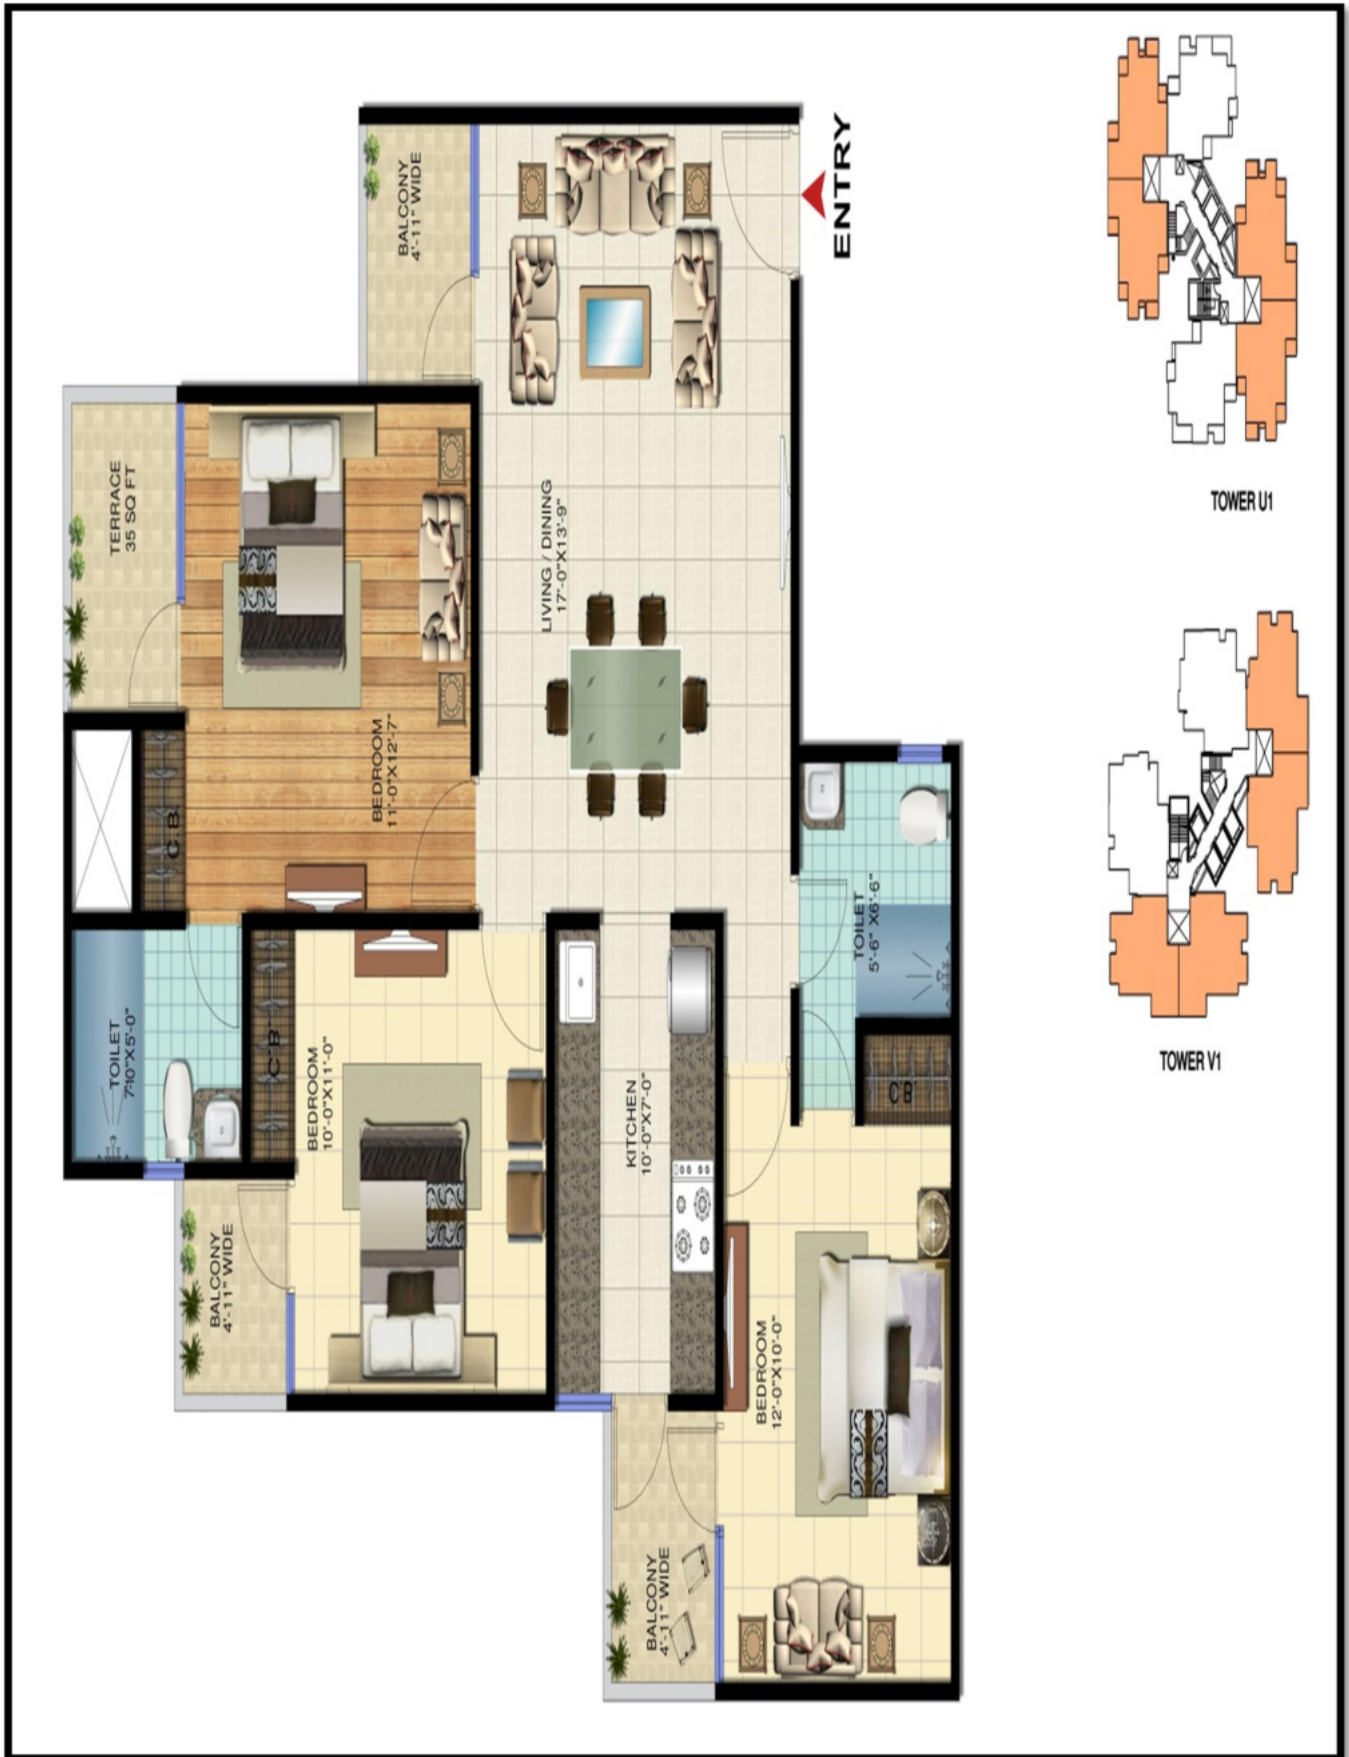 BALCONY
4'-11" WIDE
ENTRY
TERRACE
35 SQ FT
LIVING / DINING
17'-0"X13'-9"
BEDROOM
11'-0"X12'-7"
C.B
TOILET
5'-6" X6'-6"
TOILET
7'-10"X5'-0"
C.B
BEDROOM
10'-0"X11'-0"
KITCHEN
10'-0"X7'-0"
C.B
BALCONY
4'-11" WIDE
BEDROOM
12'-0"X10'-0"
BALCONY
4'-11" WIDE
TOWER U1
TOWER V1